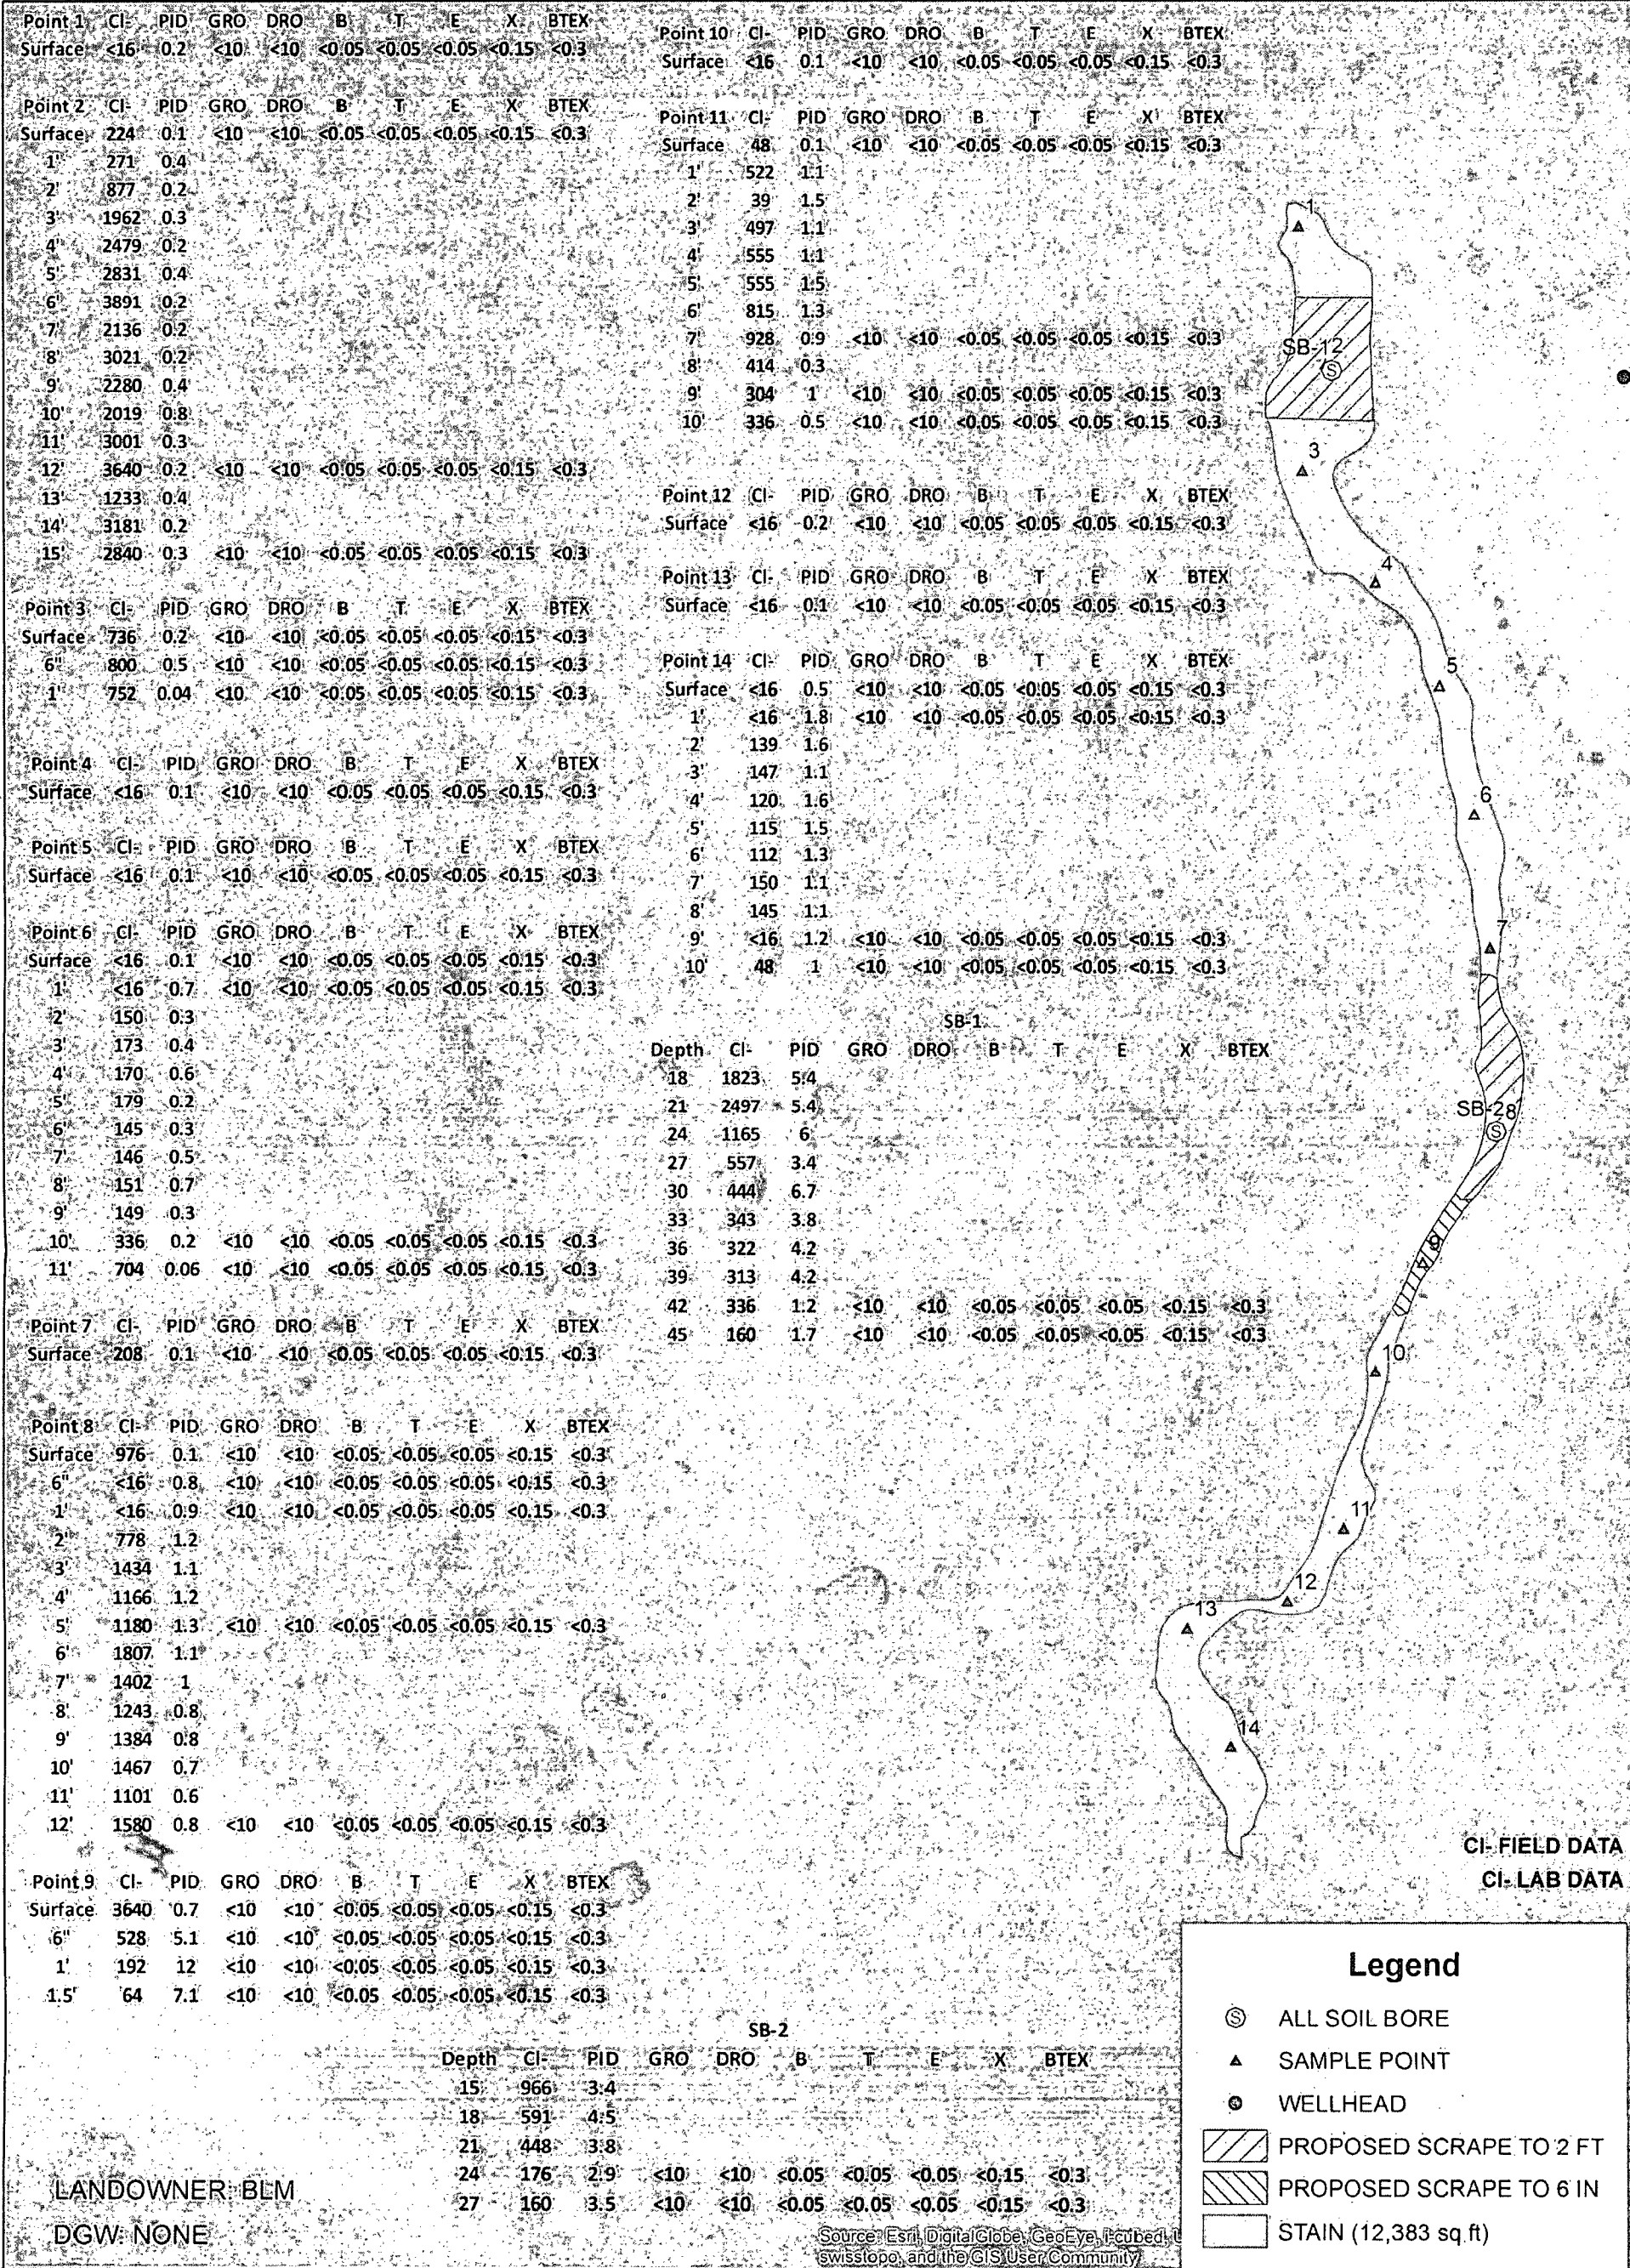 Point 1 Cl- PID GRO DRO B T E X BTEX
Surface <16 0.2 <10 <10 <0.05 <0.05 <0.05 <0.15 <0.3
Point 2 Cl- PID GRO DRO B T E X BTEX
Surface 224 0.1 <10 <10 <0.05 <0.05 <0.05 <0.15 <0.3
1' 271 0.4
2' 877 0.2
3' 1962 0.3
4' 2479 0.2
5' 2831 0.4
6' 3891 0.2
7' 2136 0.2
8' 3021 0.2
9' 2280 0.4
10' 2019 0.8
11' 3001 0.3
12' 3640 0.2 <10 <10 <0.05 <0.05 <0.05 <0.15 <0.3
13' 1233 0.4
14' 3181 0.2
15' 2840 0.3 <10 <10 <0.05 <0.05 <0.05 <0.15 <0.3
Point 3 Cl- PID GRO DRO B T E X BTEX
Surface 736 0.2 <10 <10 <0.05 <0.05 <0.05 <0.15 <0.3
6" 800 0.5 <10 <10 <0.05 <0.05 <0.05 <0.15 <0.3
1' 752 0.04 <10 <10 <0.05 <0.05 <0.05 <0.15 <0.3
Point 4 Cl- PID GRO DRO B T E X BTEX
Surface <16 0.1 <10 <10 <0.05 <0.05 <0.05 <0.15 <0.3
Point 5 Cl- PID GRO DRO B T E X BTEX
Surface <16 0.1 <10 <10 <0.05 <0.05 <0.05 <0.15 <0.3
Point 6 Cl- PID GRO DRO B T E X BTEX
Surface <16 0.1 <10 <10 <0.05 <0.05 <0.05 <0.15 <0.3
1' <16 0.7 <10 <10 <0.05 <0.05 <0.05 <0.15 <0.3
2' 150 0.3
3' 173 0.4
4' 170 0.6
5' 179 0.2
6' 145 0.3
7' 146 0.5
8' 151 0.7
9' 149 0.3
10' 336 0.2 <10 <10 <0.05 <0.05 <0.05 <0.15 <0.3
11' 704 0.06 <10 <10 <0.05 <0.05 <0.05 <0.15 <0.3
Point 7 Cl- PID GRO DRO B T E X BTEX
Surface 208 0.1 <10 <10 <0.05 <0.05 <0.05 <0.15 <0.3
Point 8 Cl- PID GRO DRO B T E X BTEX
Surface 976 0.1 <10 <10 <0.05 <0.05 <0.05 <0.15 <0.3
6" <16 0.8 <10 <10 <0.05 <0.05 <0.05 <0.15 <0.3
1' <16 0.9 <10 <10 <0.05 <0.05 <0.05 <0.15 <0.3
2' 778 1.2
3' 1434 1.1
4' 1166 1.2
5' 1180 1.3 <10 <10 <0.05 <0.05 <0.05 <0.15 <0.3
6' 1807 1.1
7' 1402 1
8' 1243 0.8
9' 1384 0.8
10' 1467 0.7
11' 1101 0.6
12' 1580 0.8 <10 <10 <0.05 <0.05 <0.05 <0.15 <0.3
Point 9 Cl- PID GRO DRO B T E X BTEX
Surface 3640 0.7 <10 <10 <0.05 <0.05 <0.05 <0.15 <0.3
6" 528 5.1 <10 <10 <0.05 <0.05 <0.05 <0.15 <0.3
1' 192 12 <10 <10 <0.05 <0.05 <0.05 <0.15 <0.3
1.5' 64 7.1 <10 <10 <0.05 <0.05 <0.05 <0.15 <0.3
Point 10 Cl- PID GRO DRO B T E X BTEX
Surface <16 0.1 <10 <10 <0.05 <0.05 <0.05 <0.15 <0.3
Point 11 Cl- PID GRO DRO B T E X BTEX
Surface 48 0.1 <10 <10 <0.05 <0.05 <0.05 <0.15 <0.3
1' 522 1.1
2' 39 1.5
3' 497 1.1
4' 555 1.1
5' 555 1.5
6' 815 1.3
7' 928 0.9 <10 <10 <0.05 <0.05 <0.05 <0.15 <0.3
8' 414 0.3
9' 304 1 <10 <10 <0.05 <0.05 <0.05 <0.15 <0.3
10' 336 0.5 <10 <10 <0.05 <0.05 <0.05 <0.15 <0.3
Point 12 Cl- PID GRO DRO B T E X BTEX
Surface <16 0.2 <10 <10 <0.05 <0.05 <0.05 <0.15 <0.3
Point 13 Cl- PID GRO DRO B T E X BTEX
Surface <16 0.1 <10 <10 <0.05 <0.05 <0.05 <0.15 <0.3
Point 14 Cl- PID GRO DRO B T E X BTEX
Surface <16 0.5 <10 <10 <0.05 <0.05 <0.05 <0.15 <0.3
1' <16 1.8 <10 <10 <0.05 <0.05 <0.05 <0.15 <0.3
2' 139 1.6
3' 147 1.1
4' 120 1.6
5' 115 1.5
6' 112 1.3
7' 150 1.1
8' 145 1.1
9' <16 1.2 <10 <10 <0.05 <0.05 <0.05 <0.15 <0.3
10' 48 1 <10 <10 <0.05 <0.05 <0.05 <0.15 <0.3
SB-1
Depth Cl- PID GRO DRO B T E X BTEX
18 1823 5.4
21 2497 5.4
24 1165 6
27 557 3.4
30 444 6.7
33 343 3.8
36 322 4.2
39 313 4.2
42 336 1.2 <10 <10 <0.05 <0.05 <0.05 <0.15 <0.3
45 160 1.7 <10 <10 <0.05 <0.05 <0.05 <0.15 <0.3
SB-2
Depth Cl- PID GRO DRO B T E X BTEX
15 966 3.4
18 591 4.5
21 448 3.8
24 176 2.9 <10 <10 <0.05 <0.05 <0.05 <0.15 <0.3
27 160 3.5 <10 <10 <0.05 <0.05 <0.05 <0.15 <0.3
LANDOWNER: BLM
DGW: NONE
1
SB-12
S
3
4
5
6
7
SB-28
S
9
10
11
12
13
14
Cl- FIELD DATA
Cl- LAB DATA
Legend
S ALL SOIL BORE
SAMPLE POINT
WELLHEAD
PROPOSED SCRAPE TO 2 FT
PROPOSED SCRAPE TO 6 IN
STAIN (12,383 sq.ft)
Source: Esri, DigitalGlobe, GeoEye, i-cubed, U
swisstopo, and the GIS User Community